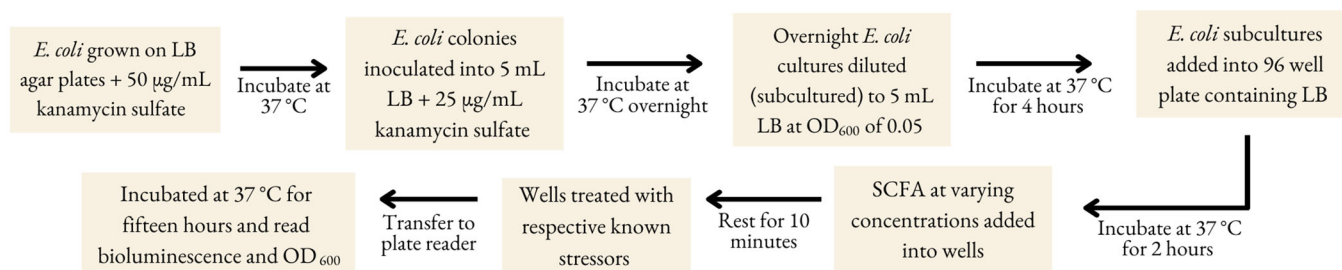 E. coli grown on LB
agar plates + 50 μg/mL
kanamycin sulfate
Incubate at
37 °C
E. coli colonies
inoculated into 5 mL
LB + 25 μg/mL
kanamycin sulfate
Incubate at
37 °C overnight
Overnight E. coli
cultures diluted
(subcultured) to 5 mL
LB at OD₆₀₀ of 0.05
Incubate at 37 °C
for 4 hours
E. coli subcultures
added into 96 well
plate containing LB
Incubate at 37 °C
for 2 hours
SCFA at varying
concentrations added
into wells
Rest for 10
minutes
Wells treated with
respective known
stressors
Transfer to
plate reader
Incubated at 37 °C for
fifteen hours and read
bioluminescence and OD₆₀₀